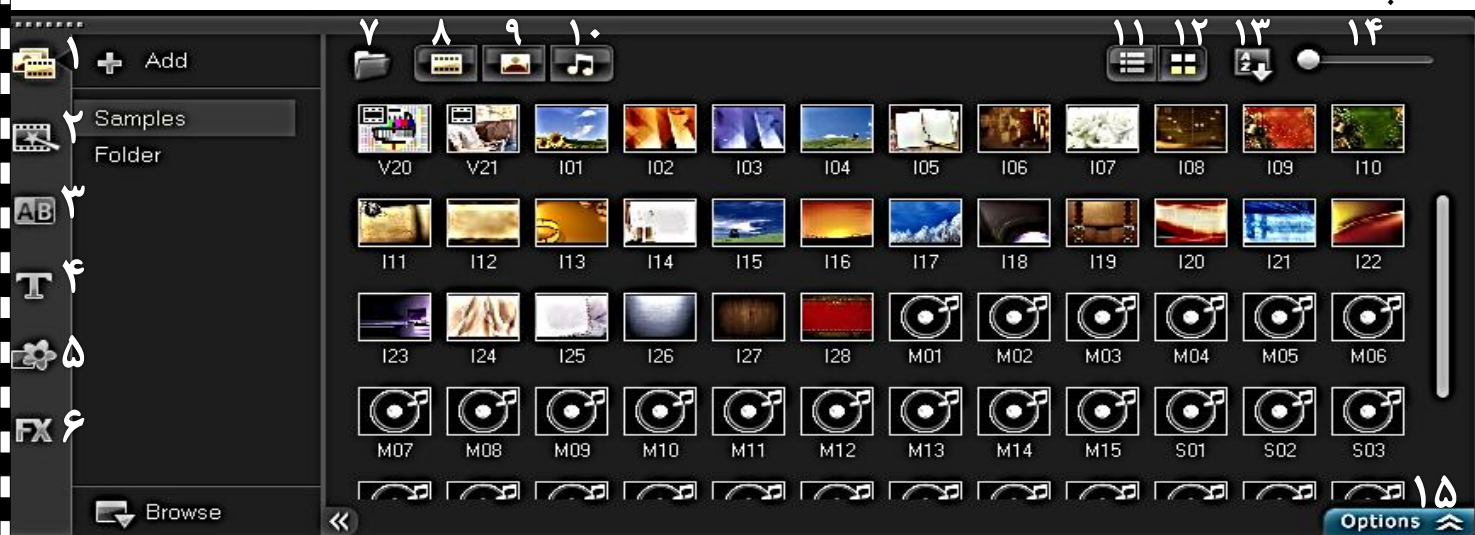 ۷ ۸ ۹ ۱۰ ۱۱ ۱۲ ۱۳ ۱۴
۱ Add
۲ Samples
Folder
V20 V21 I01 I02 I03 I04 I05 I06 I07 I08 I09 I10
۳ AB
I11 I12 I13 I14 I15 I16 I17 I18 I19 I20 I21 I22
T ۴
I23 I24 I25 I26 I27 I28 M01 M02 M03 M04 M05 M06
۵
FX ۶
M07 M08 M09 M10 M11 M12 M13 M14 M15 S01 S02 S03
۱۵
Browse
Options